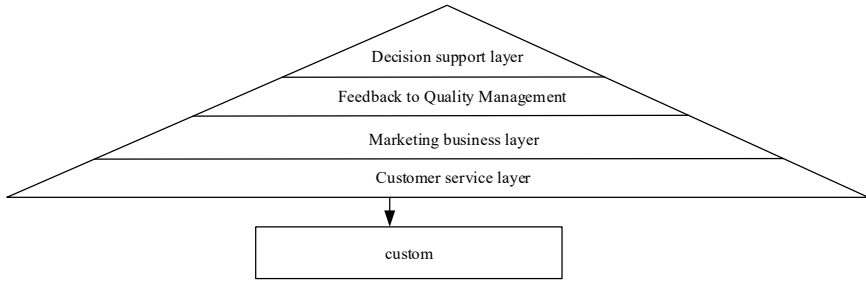 Decision support layer
Feedback to Quality Management
Marketing business layer
Customer service layer
custom